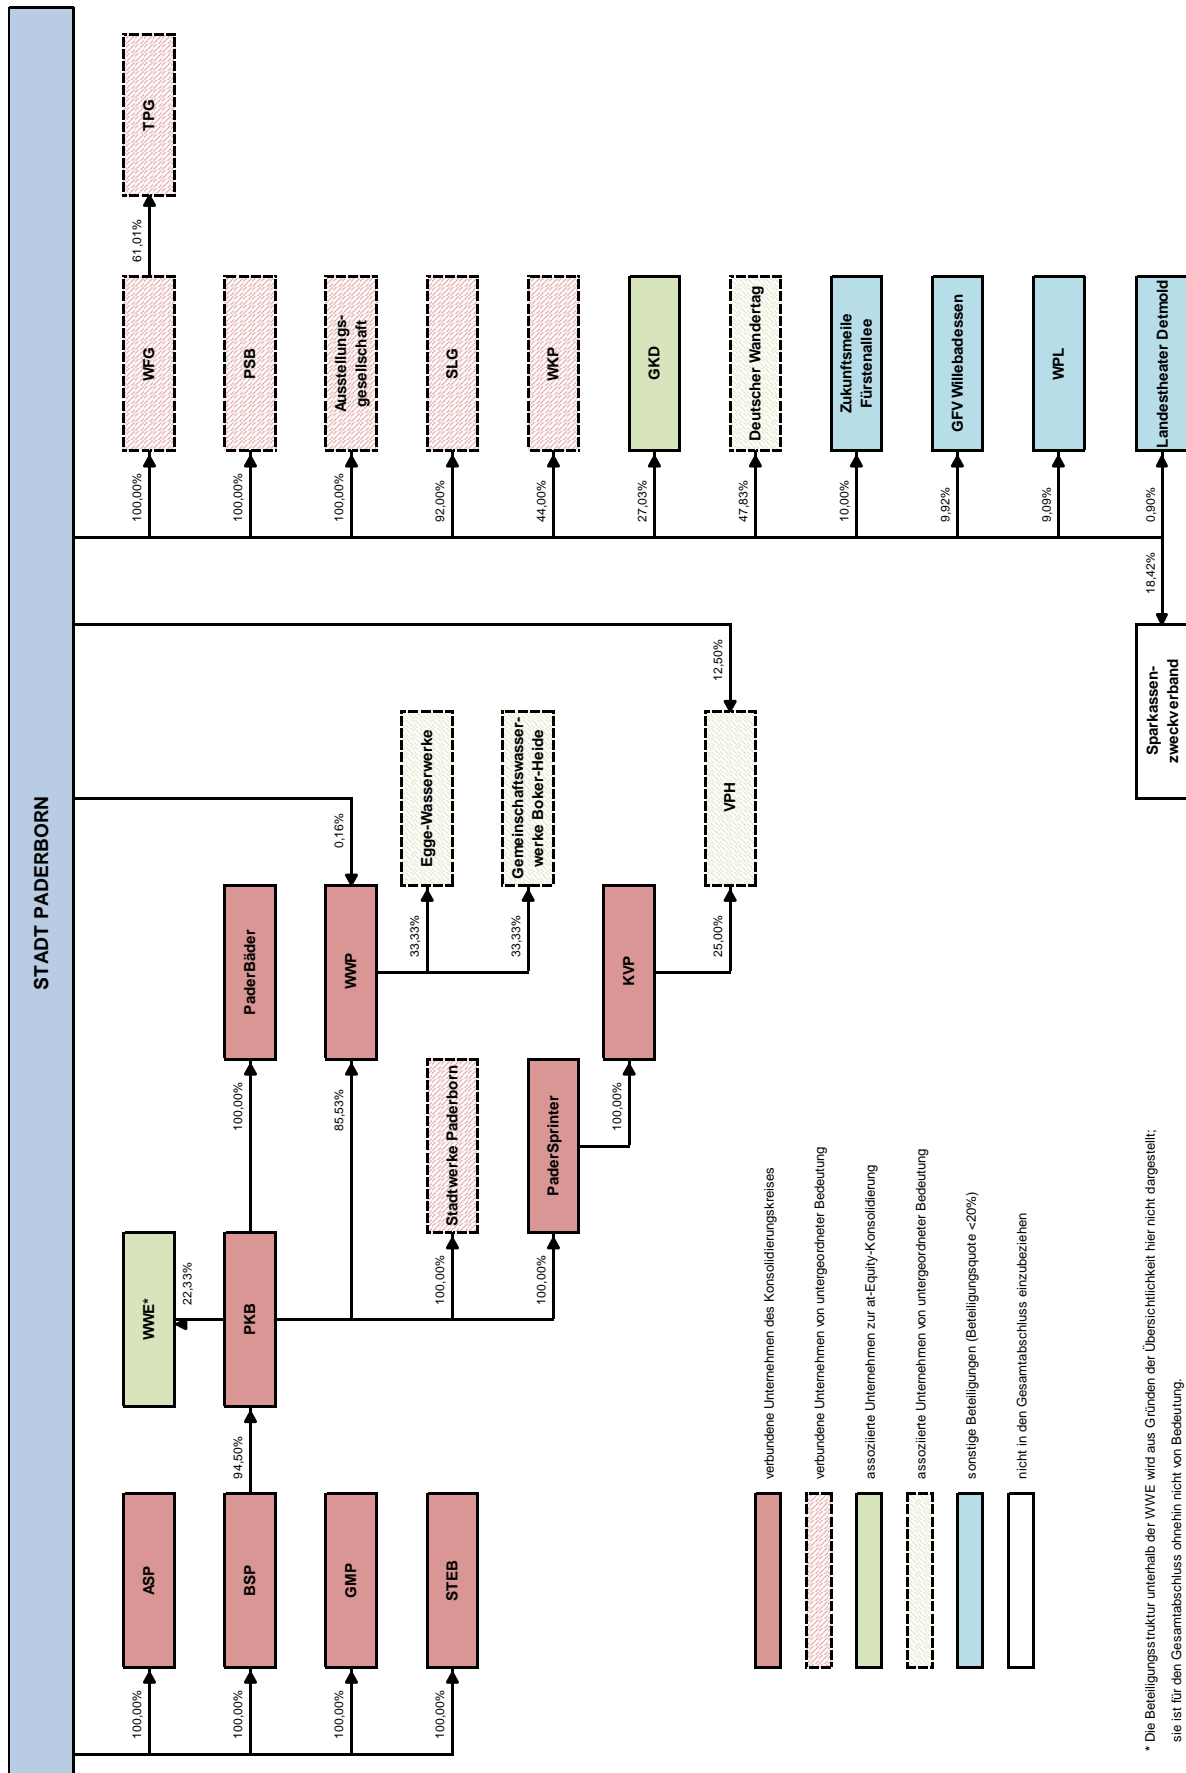 STADT PADERBORN
100,00%
ASP
100,00%
BSP
100,00%
GMP
100,00%
STEB
94,50%
PKB
22,33%
WWE*
100,00%
PaderBäder
85,53%
WWP
0,16%
100,00%
Stadtwerke Paderborn
100,00%
PaderSprinter
100,00%
KVP
33,33%
Egge-Wasserwerke
33,33%
Gemeinschaftswasser-
werke Boker-Heide
25,00%
VPH
12,50%
100,00%
WFG
61,01%
TPG
100,00%
PSB
100,00%
Ausstellungs-
gesellschaft
92,00%
SLG
44,00%
WKP
27,03%
GKD
47,83%
Deutscher Wandertag
10,00%
Zukunftsmeile
Fürstenallee
9,92%
GFV Willebadessen
9,09%
WPL
0,90%
Landestheater Detmold
18,42%
Sparkassen-
zweckverband
verbundene Unternehmen des Konsolidierungskreises
verbundene Unternehmen von untergeordneter Bedeutung
assoziierte Unternehmen zur at-Equity-Konsolidierung
assoziierte Unternehmen von untergeordneter Bedeutung
sonstige Beteiligungen (Beteiligungsquote <20%)
nicht in den Gesamtabschluss einzubeziehen
* Die Beteiligungsstruktur unterhalb der WWE wird aus Gründen der Übersichtlichkeit hier nicht dargestellt;
sie ist für den Gesamtabschluss ohnehin nicht von Bedeutung.